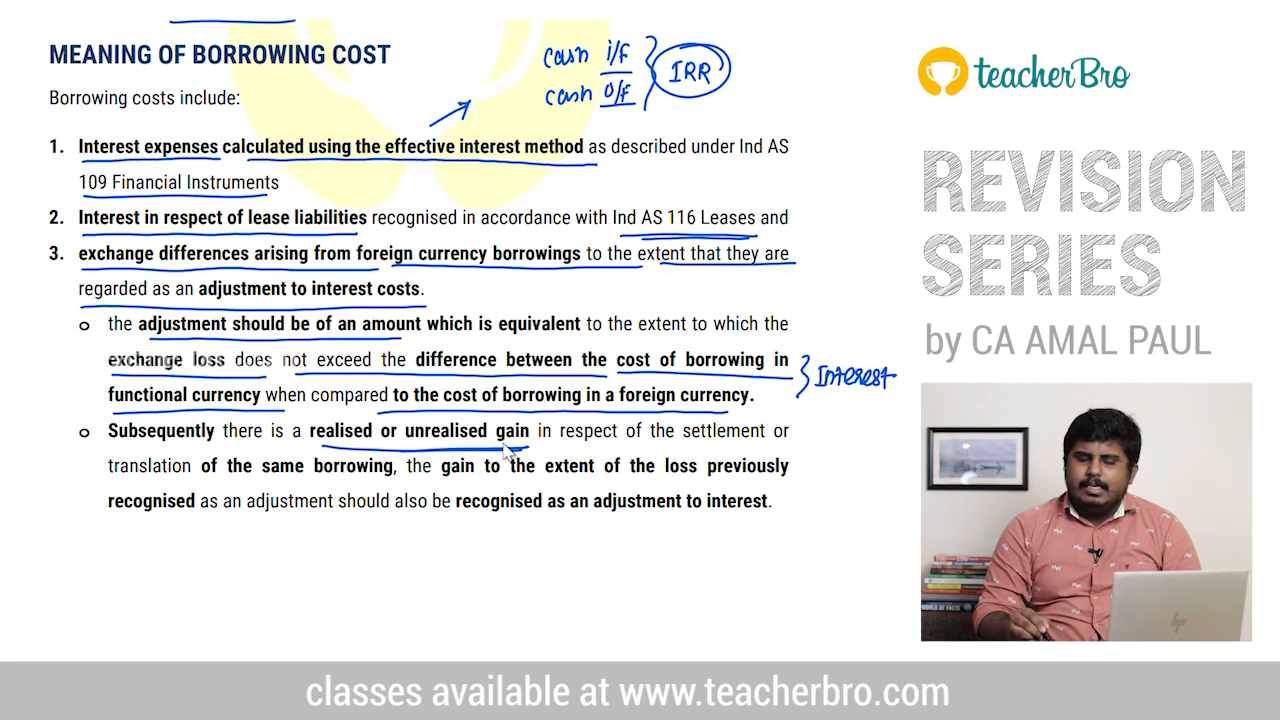 MEANING OF BORROWING COST
cash i/f
cash o/f
IRR
Borrowing costs include:
1. Interest expenses calculated using the effective interest method as described under Ind AS
109 Financial Instruments
2. Interest in respect of lease liabilities recognised in accordance with Ind AS 116 Leases and
3. exchange differences arising from foreign currency borrowings to the extent that they are
regarded as an adjustment to interest costs.
o the adjustment should be of an amount which is equivalent to the extent to which the
exchange loss does not exceed the difference between the cost of borrowing in
functional currency when compared to the cost of borrowing in a foreign currency.
Interest
o Subsequently there is a realised or unrealised gain in respect of the settlement or
translation of the same borrowing, the gain to the extent of the loss previously
recognised as an adjustment should also be recognised as an adjustment to interest.
teacherBro
REVISION
SERIES
by CA AMAL PAUL
WORLD OF FACTS
hp
classes available at www.teacherbro.com